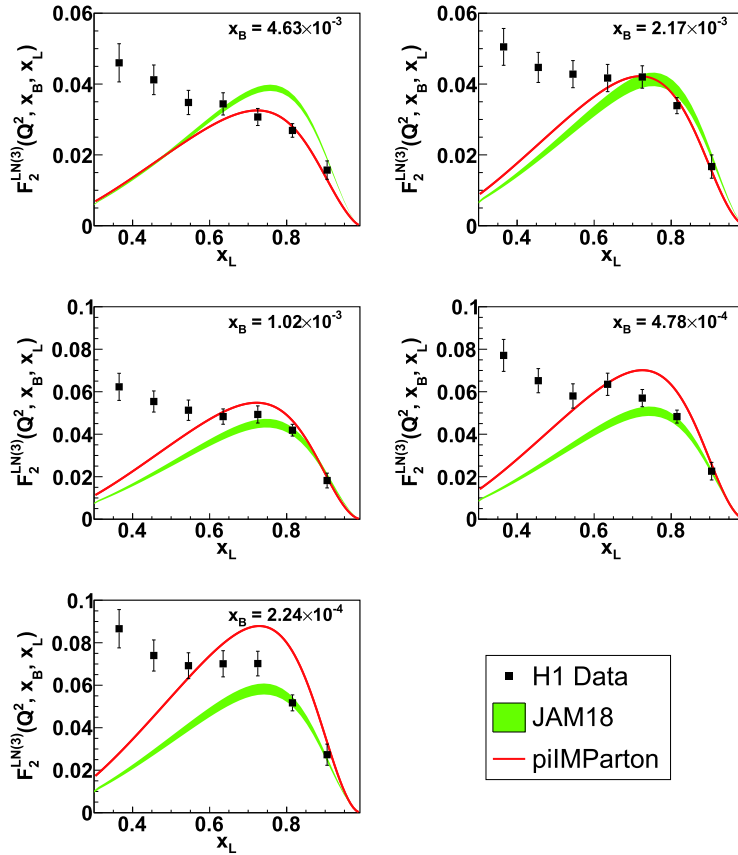 x_B = 4.63×10^-3
F_2^LN(3)(Q^2, x_B, x_L)
0.06
0.04
0.02
0
0.4 0.6 0.8
x_L
x_B = 2.17×10^-3
F_2^LN(3)(Q^2, x_B, x_L)
0.06
0.04
0.02
0
0.4 0.6 0.8
x_L
x_B = 1.02×10^-3
F_2^LN(3)(Q^2, x_B, x_L)
0.1
0.08
0.06
0.04
0.02
0
0.4 0.6 0.8
x_L
x_B = 4.78×10^-4
F_2^LN(3)(Q^2, x_B, x_L)
0.1
0.08
0.06
0.04
0.02
0
0.4 0.6 0.8
x_L
x_B = 2.24×10^-4
F_2^LN(3)(Q^2, x_B, x_L)
0.1
0.08
0.06
0.04
0.02
0
0.4 0.6 0.8
x_L
H1 Data
JAM18
piIMParton